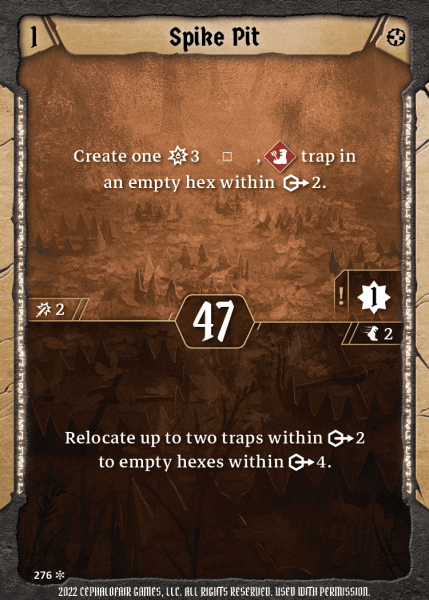 1
Spike Pit
Create one 3 , trap in
an empty hex within 2.
2
! 1
47
2
Relocate up to two traps within 2
to empty hexes within 4.
276
2022 CEPHALOFAIR GAMES, LLC. ALL RIGHTS RESERVED. USED WITH PERMISSION.